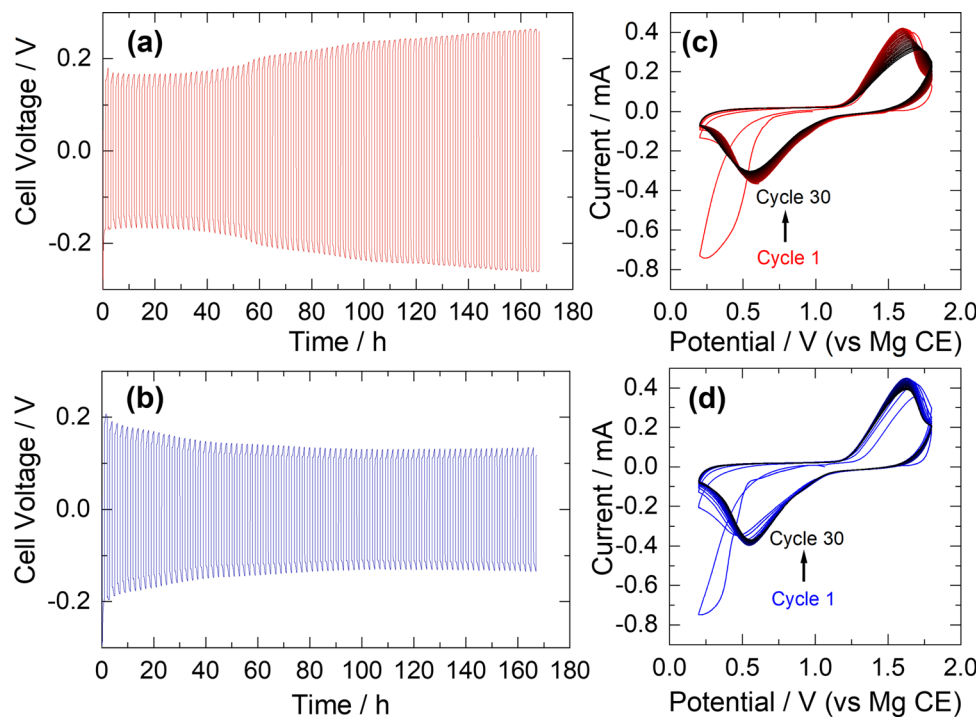 (a)
Cell Voltage / V
0.2
0.0
-0.2
0 20 40 60 80 100 120 140 160 180
Time / h
(c)
Current / mA
0.4
0.2
0.0
-0.2
-0.4
-0.6
-0.8
Cycle 30
Cycle 1
0.5 1.0 1.5 2.0
Potential / V (vs Mg CE)
(b)
Cell Voltage / V
0.2
0.0
-0.2
0 20 40 60 80 100 120 140 160 180
Time / h
(d)
Current / mA
0.4
0.2
0.0
-0.2
-0.4
-0.6
-0.8
Cycle 30
Cycle 1
0.0 0.5 1.0 1.5 2.0
Potential / V (vs Mg CE)